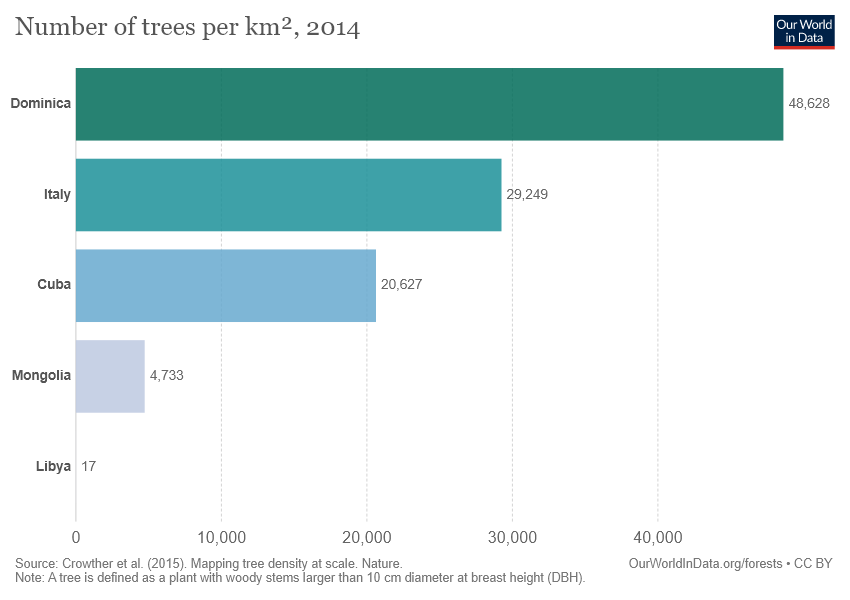 Number of trees per km², 2014
Our World
in Data
Dominica
48,628
Italy
29,249
Cuba
20,627
Mongolia
4,733
Libya
17
0
10,000
20,000
30,000
40,000
Source: Crowther et al. (2015). Mapping tree density at scale. Nature.
OurWorldInData.org/forests • CC BY
Note: A tree is defined as a plant with woody stems larger than 10 cm diameter at breast height (DBH).